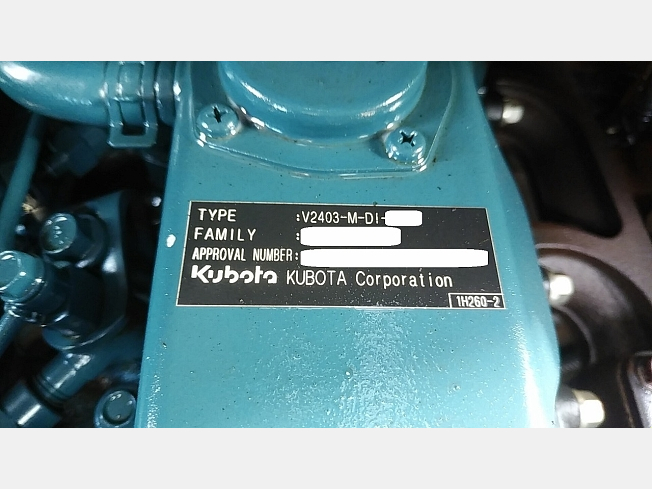 TYPE :V2403-M-DI-
FAMILY :
APPROVAL NUMBER:
Kubota KUBOTA Corporation
1H260-2